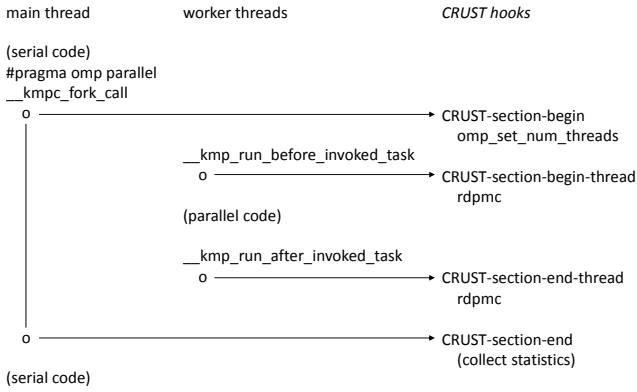 main thread worker threads CRUST hooks
(serial code)
#pragma omp parallel
__kmpc_fork_call
o CRUST-section-begin
omp_set_num_threads
__kmp_run_before_invoked_task
o CRUST-section-begin-thread
rdpmc
(parallel code)
__kmp_run_after_invoked_task
o CRUST-section-end-thread
rdpmc
o CRUST-section-end
(collect statistics)
(serial code)